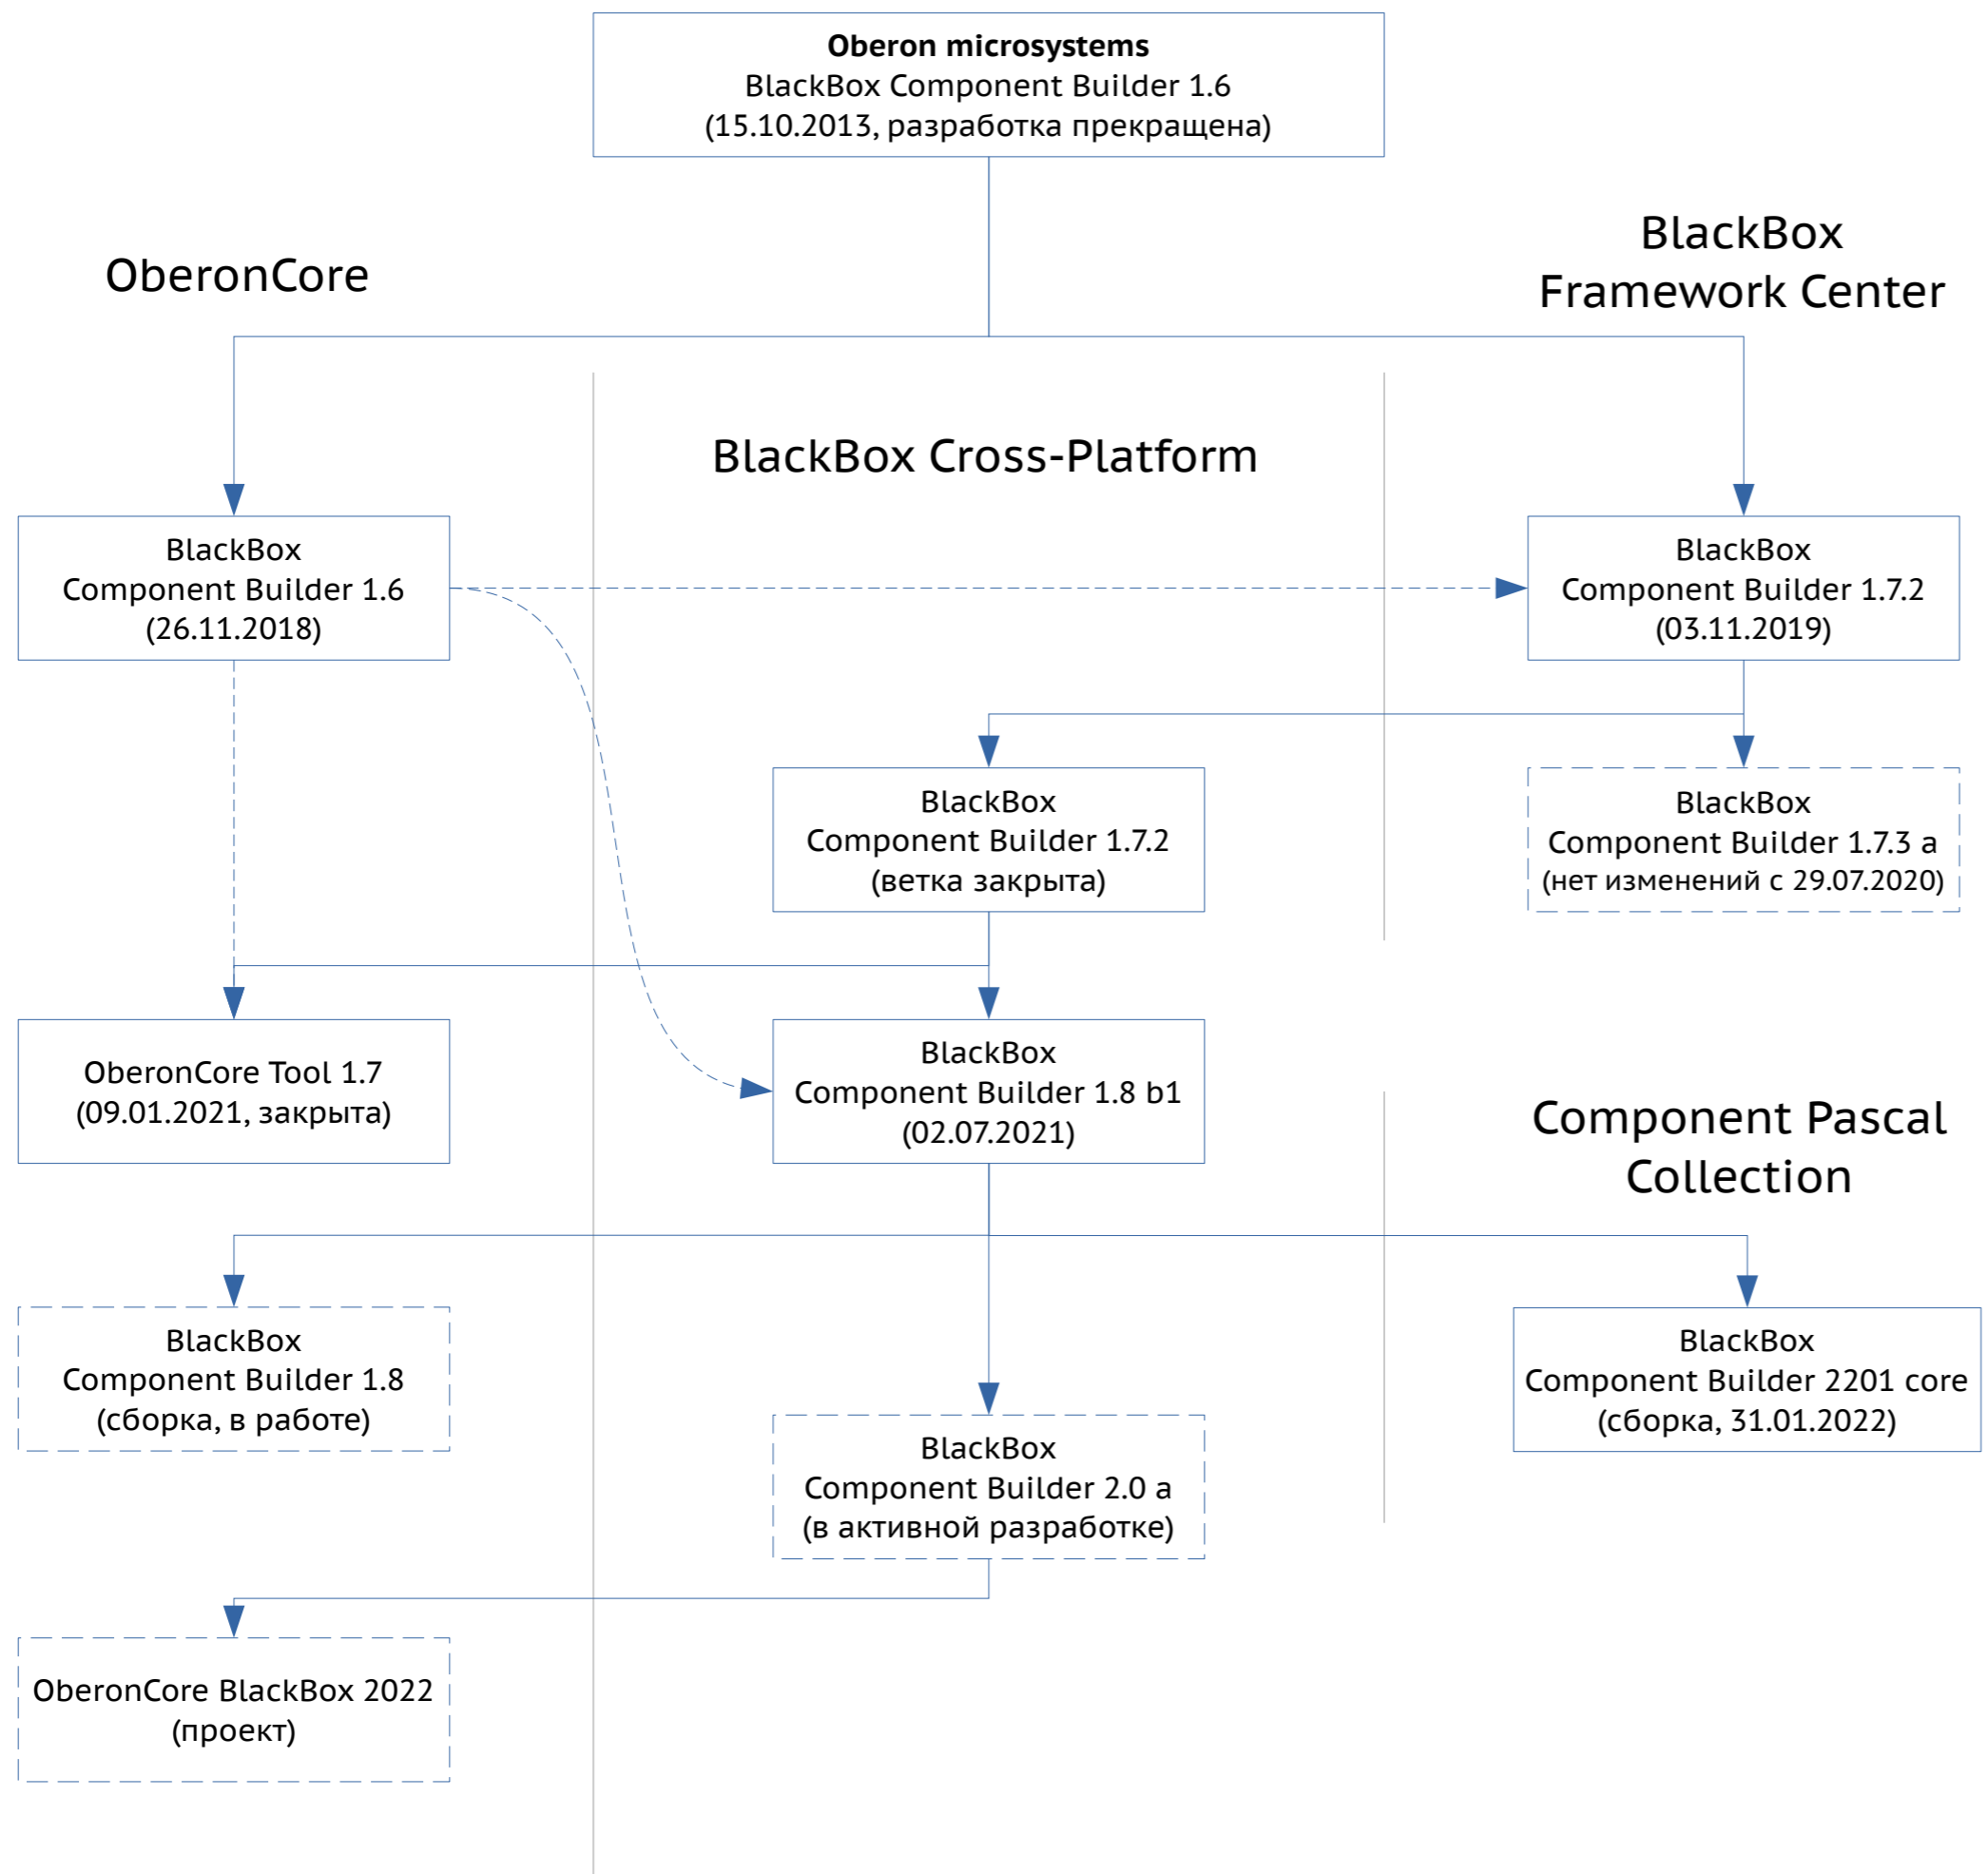 Oberon microsystems
BlackBox Component Builder 1.6
(15.10.2013, разработка прекращена)
OberonCore
BlackBox
Framework Center
BlackBox Cross-Platform
BlackBox
Component Builder 1.6
(26.11.2018)
BlackBox
Component Builder 1.7.2
(03.11.2019)
BlackBox
Component Builder 1.7.2
(ветка закрыта)
BlackBox
Component Builder 1.7.3 a
(нет изменений с 29.07.2020)
OberonCore Tool 1.7
(09.01.2021, закрыта)
BlackBox
Component Builder 1.8 b1
(02.07.2021)
Component Pascal
Collection
BlackBox
Component Builder 1.8
(сборка, в работе)
BlackBox
Component Builder 2201 core
(сборка, 31.01.2022)
BlackBox
Component Builder 2.0 a
(в активной разработке)
OberonCore BlackBox 2022
(проект)